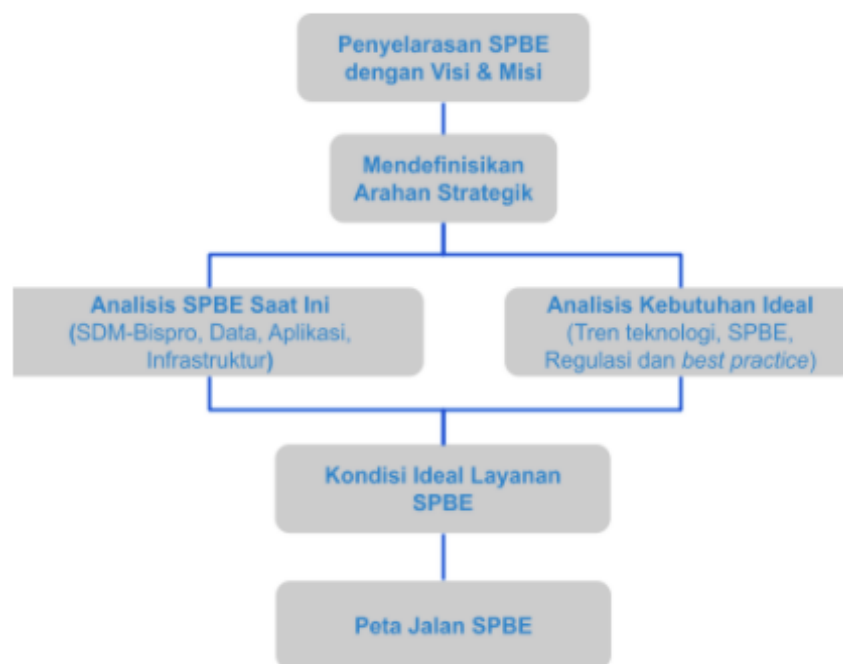 Penyelarasan SPBE
dengan Visi & Misi
Mendefinisikan
Arahan Strategik
Analisis SPBE Saat Ini
(SDM-Bispro, Data, Aplikasi,
Infrastruktur)
Analisis Kebutuhan Ideal
(Tren teknologi, SPBE,
Regulasi dan best practice)
Kondisi Ideal Layanan
SPBE
Peta Jalan SPBE